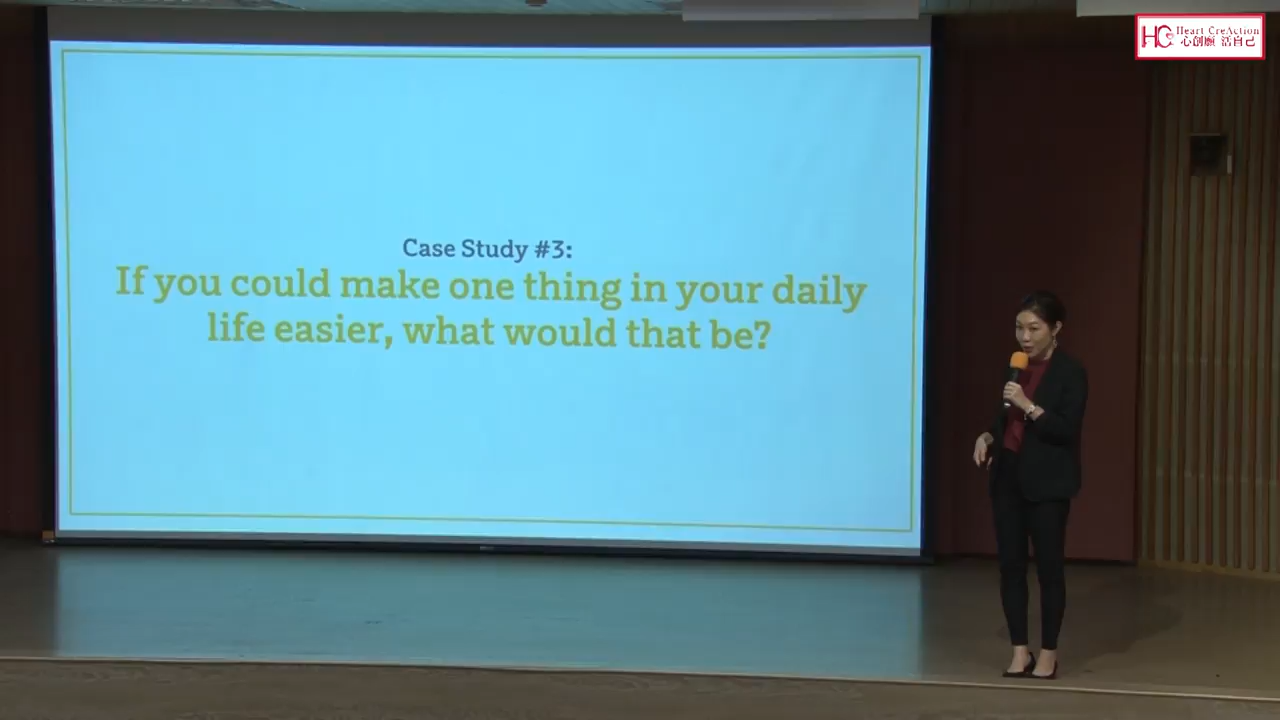 Heart CreAction
HC 心創願 活自己
Case Study #3:
If you could make one thing in your daily
life easier, what would that be?